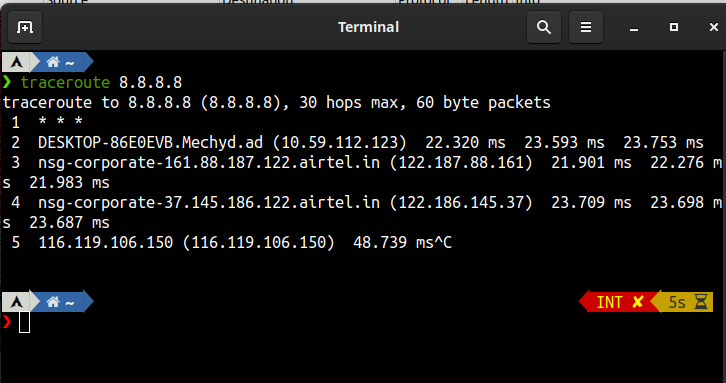 Source Destination Protocol Length Info
Terminal
~
❯ traceroute 8.8.8.8
traceroute to 8.8.8.8 (8.8.8.8), 30 hops max, 60 byte packets
1 * * *
2 DESKTOP-86E0EVB.Mechyd.ad (10.59.112.123) 22.320 ms 23.593 ms 23.753 ms
3 nsg-corporate-161.88.187.122.airtel.in (122.187.88.161) 21.901 ms 22.276 m
s 21.983 ms
4 nsg-corporate-37.145.186.122.airtel.in (122.186.145.37) 23.709 ms 23.698 m
s 23.687 ms
5 116.119.106.150 (116.119.106.150) 48.739 ms^C
~ INT ✘ 5s
❯